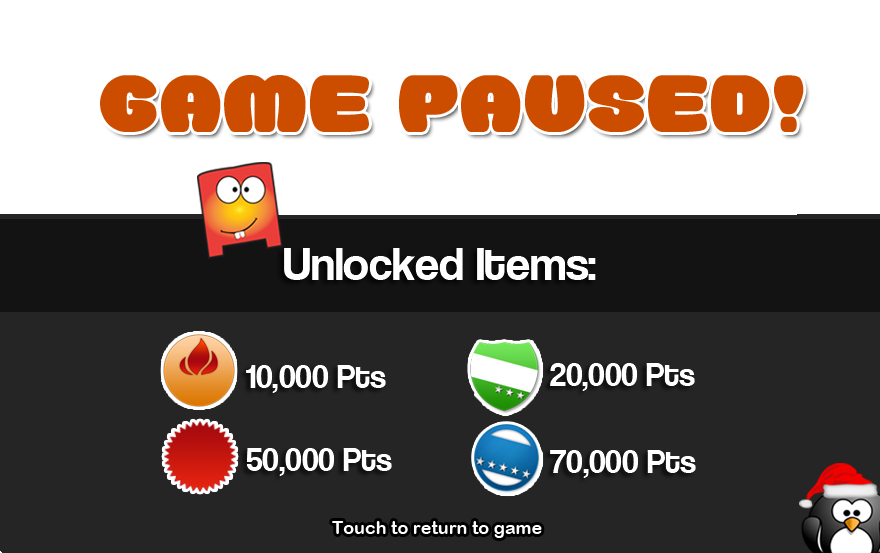 GAME PAUSED!
Unlocked Items:
10,000 Pts
20,000 Pts
50,000 Pts
70,000 Pts
Touch to return to game